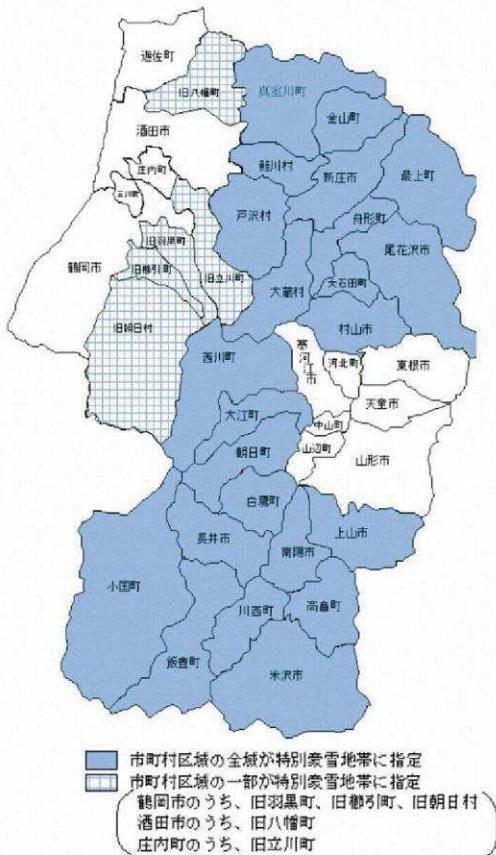 遊佐町
旧八幡町
真室川町
金山町
酒田市
庄内町
鮭川村
新庄市
最上町
三川町
戸沢村
舟形町
旧羽黒町
尾花沢市
鶴岡市
旧櫛引町
旧立川町
大蔵村
大石田町
旧朝日村
村山市
西川町
寒河江市
河北町
東根市
大江町
天童市
中山町
朝日町
山辺町
山形市
白鷹町
長井市
南陽市
上山市
小国町
川西町
高畠町
飯豊町
米沢市
市町村区域の全域が特別豪雪地帯に指定
市町村区域の一部が特別豪雪地帯に指定
鶴岡市のうち、旧羽黒町、旧櫛引町、旧朝日村
酒田市のうち、旧八幡町
庄内町のうち、旧立川町